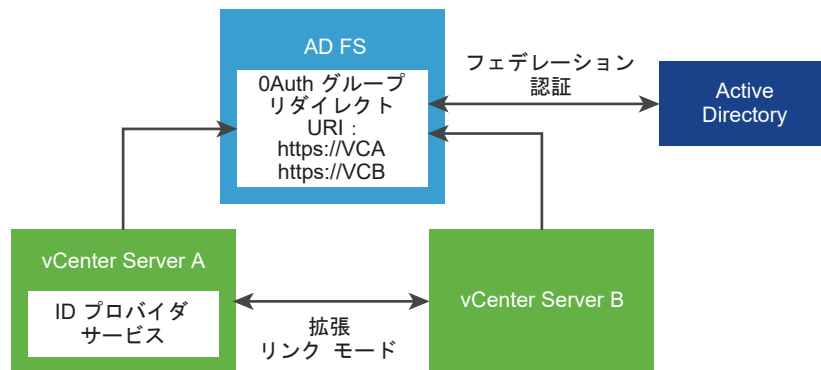 AD FS
0Auth グループ
リダイレクト
URI：
https://VCA
https://VCB
フェデレーション
認証
Active
Directory
vCenter Server A
ID プロバイダ
サービス
拡張
リンク モード
vCenter Server B